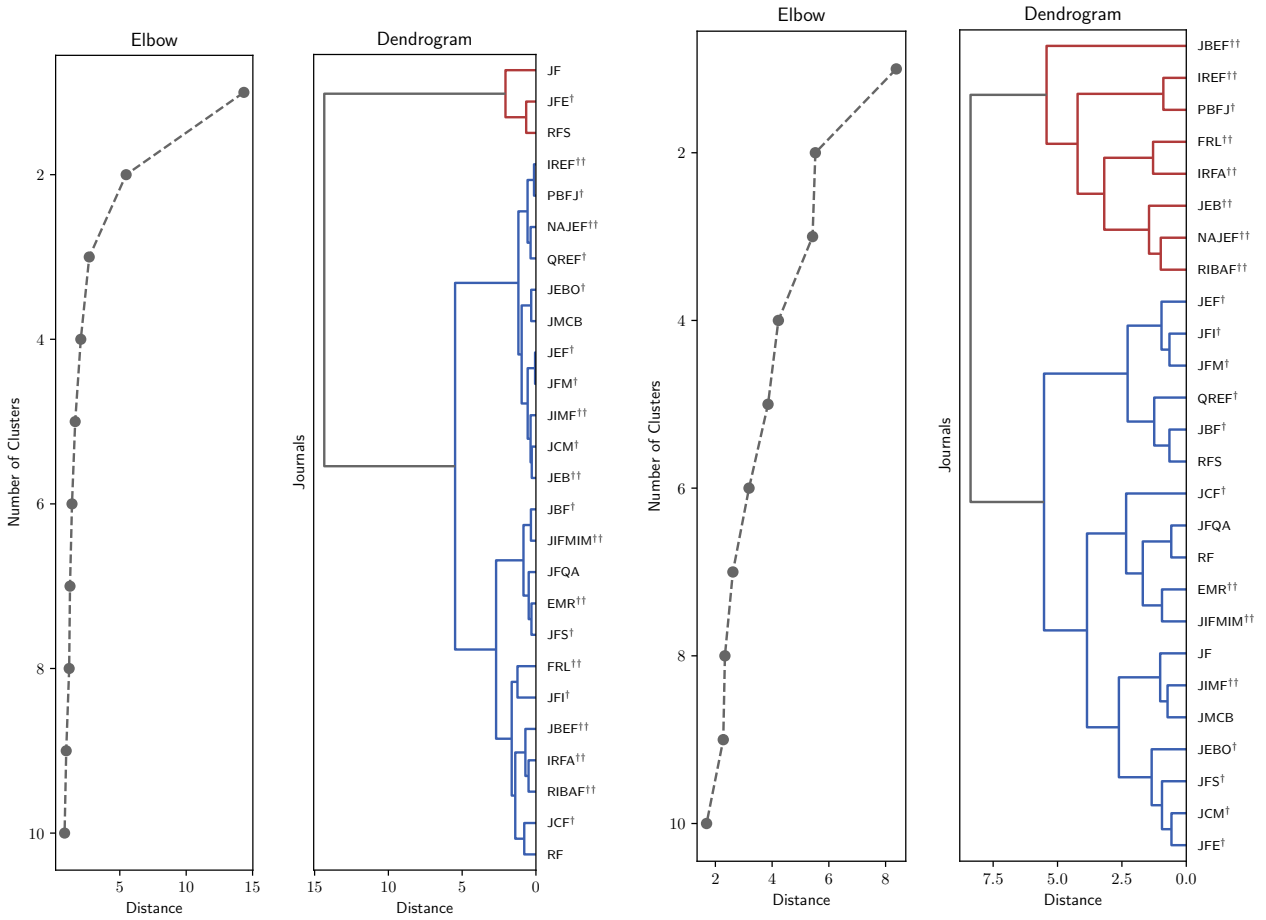 Elbow
Number of Clusters
2
4
6
8
10
5
10
15
Distance
Dendrogram
Journals
JF
JFE†
RFS
IREF††
PBFJ†
NAJEF††
QREF†
JEBO†
JMCB
JEF†
JFM†
JIMF††
JCM†
JEB††
JBF†
JIFMIM††
JFQA
EMR††
JFS†
FRL††
JFI†
JBEF††
IRFA††
RIBAF††
JCF†
RF
15
10
5
0
Distance
Elbow
Number of Clusters
2
4
6
8
10
2
4
6
8
Distance
Dendrogram
Journals
JBEF††
IREF††
PBFJ†
FRL††
IRFA††
JEB††
NAJEF††
RIBAF††
JEF†
JFI†
JFM†
QREF†
JBF†
RFS
JCF†
JFQA
RF
EMR††
JIFMIM††
JF
JIMF††
JMCB
JEBO†
JFS†
JCM†
JFE†
7.5
5.0
2.5
0.0
Distance